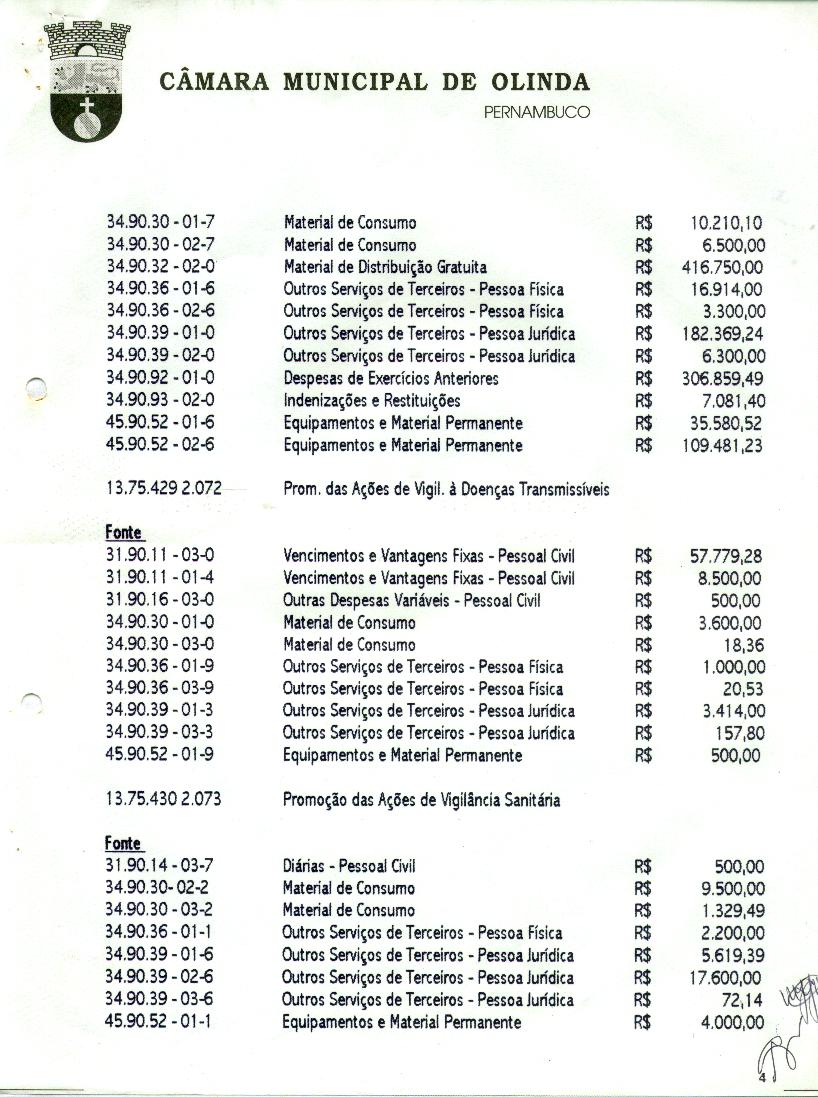 CÂMARA MUNICIPAL DE OLINDA
PERNAMBUCO
34.90.30 - 01-7 Material de Consumo R$ 10.210,10
34.90.30 - 02-7 Material de Consumo R$ 6.500,00
34.90.32 - 02-0 Material de Distribuição Gratuita R$ 416.750,00
34.90.36 - 01-6 Outros Serviços de Terceiros - Pessoa Física R$ 16.914,00
34.90.36 - 02-6 Outros Serviços de Terceiros - Pessoa Física R$ 3.300,00
34.90.39 - 01-0 Outros Serviços de Terceiros - Pessoa Jurídica R$ 182.369,24
34.90.39 - 02-0 Outros Serviços de Terceiros - Pessoa Jurídica R$ 6.300,00
34.90.92 - 01-0 Despesas de Exercícios Anteriores R$ 306.859,49
34.90.93 - 02-0 Indenizações e Restituições R$ 7.081,40
45.90.52 - 01-6 Equipamentos e Material Permanente R$ 35.580,52
45.90.52 - 02-6 Equipamentos e Material Permanente R$ 109.481,23
13.75.429 2.072 Prom. das Ações de Vigil. à Doenças Transmissíveis
Fonte
31.90.11 - 03-0 Vencimentos e Vantagens Fixas - Pessoal Civil R$ 57.779,28
31.90.11 - 01-4 Vencimentos e Vantagens Fixas - Pessoal Civil R$ 8.500,00
31.90.16 - 03-0 Outras Despesas Variáveis - Pessoal Civil R$ 500,00
34.90.30 - 01-0 Material de Consumo R$ 3.600,00
34.90.30 - 03-0 Material de Consumo R$ 18,36
34.90.36 - 01-9 Outros Serviços de Terceiros - Pessoa Física R$ 1.000,00
34.90.36 - 03-9 Outros Serviços de Terceiros - Pessoa Física R$ 20,53
34.90.39 - 01-3 Outros Serviços de Terceiros - Pessoa Jurídica R$ 3.414,00
34.90.39 - 03-3 Outros Serviços de Terceiros - Pessoa Jurídica R$ 157,80
45.90.52 - 01-9 Equipamentos e Material Permanente R$ 500,00
13.75.430 2.073 Promoção das Ações de Vigilância Sanitária
Fonte
31.90.14 - 03-7 Diárias - Pessoal Civil R$ 500,00
34.90.30- 02-2 Material de Consumo R$ 9.500,00
34.90.30 - 03-2 Material de Consumo R$ 1.329,49
34.90.36 - 01-1 Outros Serviços de Terceiros - Pessoa Física R$ 2.200,00
34.90.39 - 01-6 Outros Serviços de Terceiros - Pessoa Jurídica R$ 5.619,39
34.90.39 - 02-6 Outros Serviços de Terceiros - Pessoa Jurídica R$ 17.600,00
34.90.39 - 03-6 Outros Serviços de Terceiros - Pessoa Jurídica R$ 72,14
45.90.52 - 01-1 Equipamentos e Material Permanente R$ 4.000,00
4